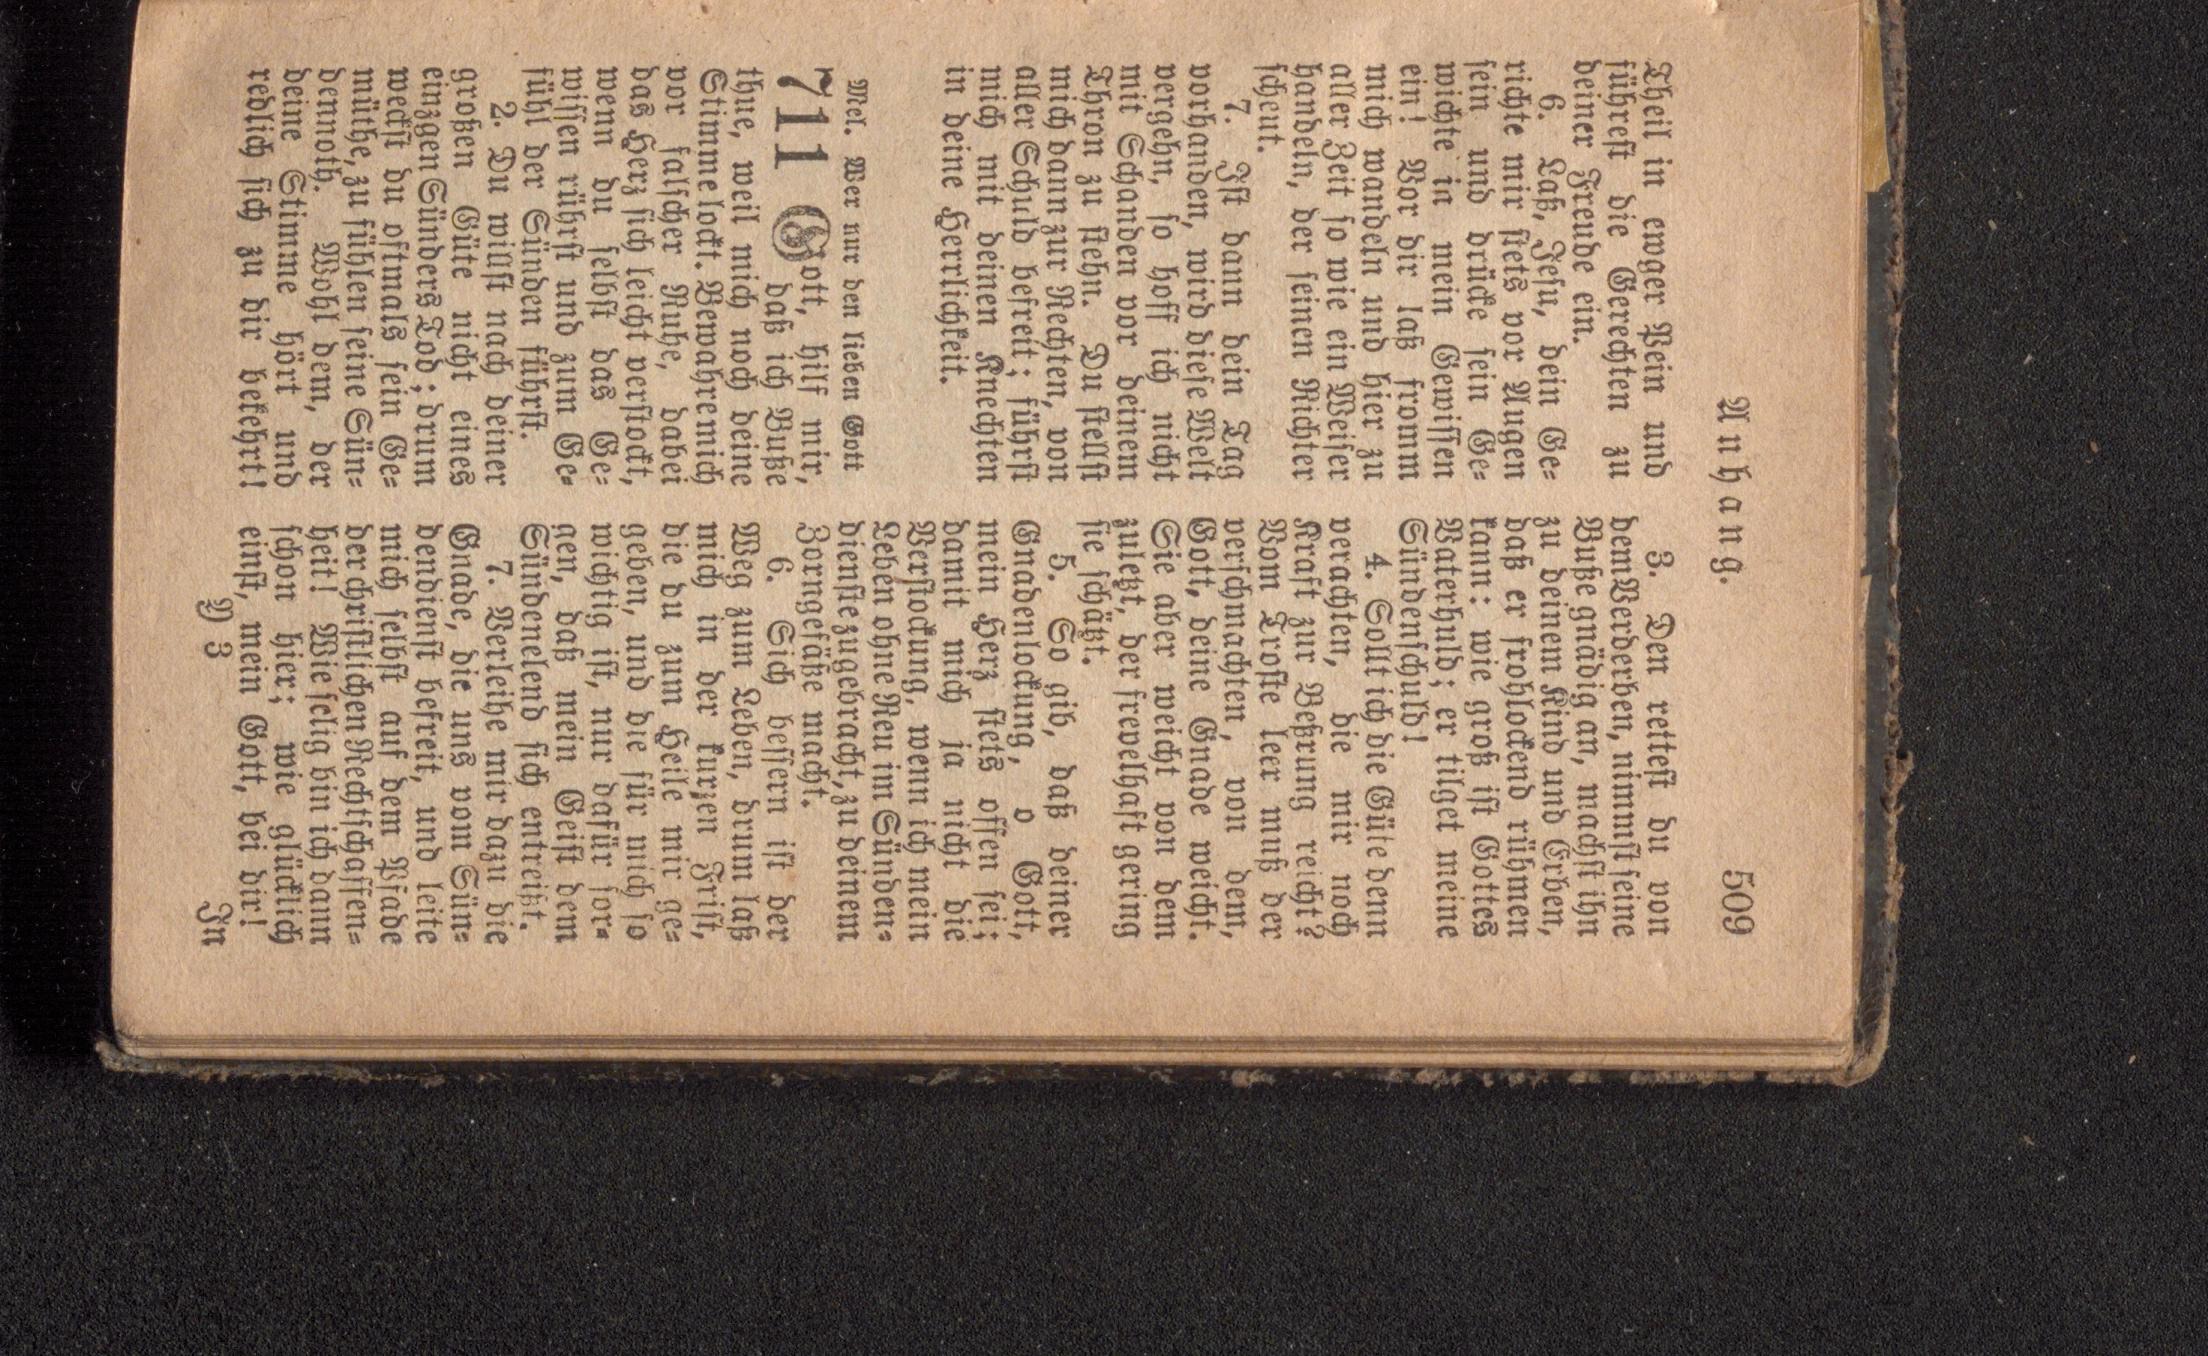 Anhang. 509
Theil in ewger Pein und
führest die Gerechten zu
deiner Freude ein.
6. Laß, Jesu, dein Ge-
richte mir stets vor Augen
sein und drücke sein Ge-
wichte in mein Gewissen
ein! Vor dir laß fromm
mich wandeln und hier zu
aller Zeit so wie ein Weiser
handeln, der seinen Richter
scheut.
7. Ist dann dein Tag
vorhanden, wird diese Welt
vergehn, so hoff ich nicht
mit Schanden vor deinem
Thron zu stehn. Du stellst
mich dann zur Rechten, von
aller Schuld befreit; führst
mich mit deinen Knechten
in deine Herrlichkeit.
Mel. Wer nur den lieben Gott
711 Gott, hilf mir,
daß ich Buße
thue, weil mich noch deine
Stimme lockt. Bewahre mich
vor falscher Ruhe, dabei
das Herz sich leicht verstockt,
wenn du selbst das Ge-
wissen rührst und zum Ge-
fühl der Sünden führst.
2. Du willst nach deiner
großen Güte nicht eines
einzgen Sünders Tod; drum
weckst du oftmals sein Ge-
müthe, zu fühlen seine Sün-
dennoth. Wohl dem, der
deine Stimme hört und
redlich sich zu dir bekehrt!
3. Den rettest du von
dem Verderben, nimmst seine
Buße gnädig an, machst ihn
zu deinem Kind und Erben,
daß er frohlockend rühmen
kann: wie groß ist Gottes
Vaterhuld; er tilget meine
Sündenschuld!
4. Sollt ich die Güte denn
verachten, die mir noch
Kraft zur Beßrung reicht?
Vom Troste leer muß der
verschmachten, von dem,
Gott, deine Gnade weicht.
Sie aber weicht von dem
zuletzt, der frevelhaft gering
sie schäzt.
5. So gib, daß deiner
Gnadenlockung, o Gott,
mein Herz stets offen sei;
damit mich ja nicht die
Verstockung, wenn ich mein
Leben ohne Reu im Sünden-
dienste zugebracht, zu deinem
Zorngefäße macht.
6. Sich bessern ist der
Weg zum Leben, drum laß
mich in der kurzen Frist,
die du zum Heile mir ge-
geben, und die für mich so
wichtig ist, nur dafür sor-
gen, daß mein Geist dem
Sündenelend sich entreißt.
7. Verleihe mir dazu die
Gnade, die uns vom Sün-
dendienst befreit, und leite
mich selbst auf dem Pfade
der christlichen Rechtschaffen-
heit! Wie selig bin ich dann
schon hier; wie glücklich
einst, mein Gott, bei dir!
Y 3 In